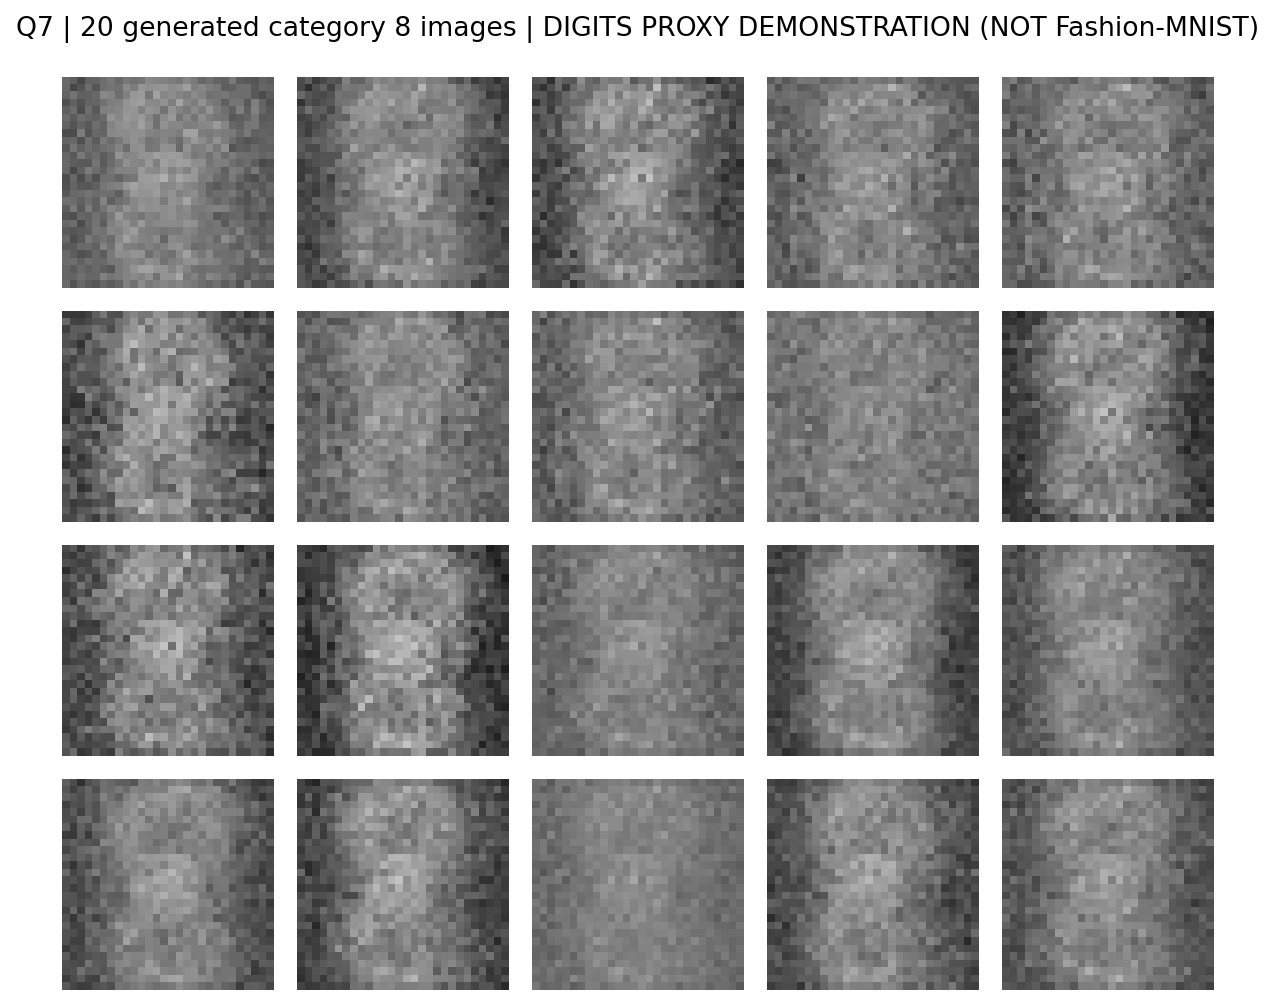 Q7 | 20 generated category 8 images | DIGITS PROXY DEMONSTRATION (NOT Fashion-MNIST)